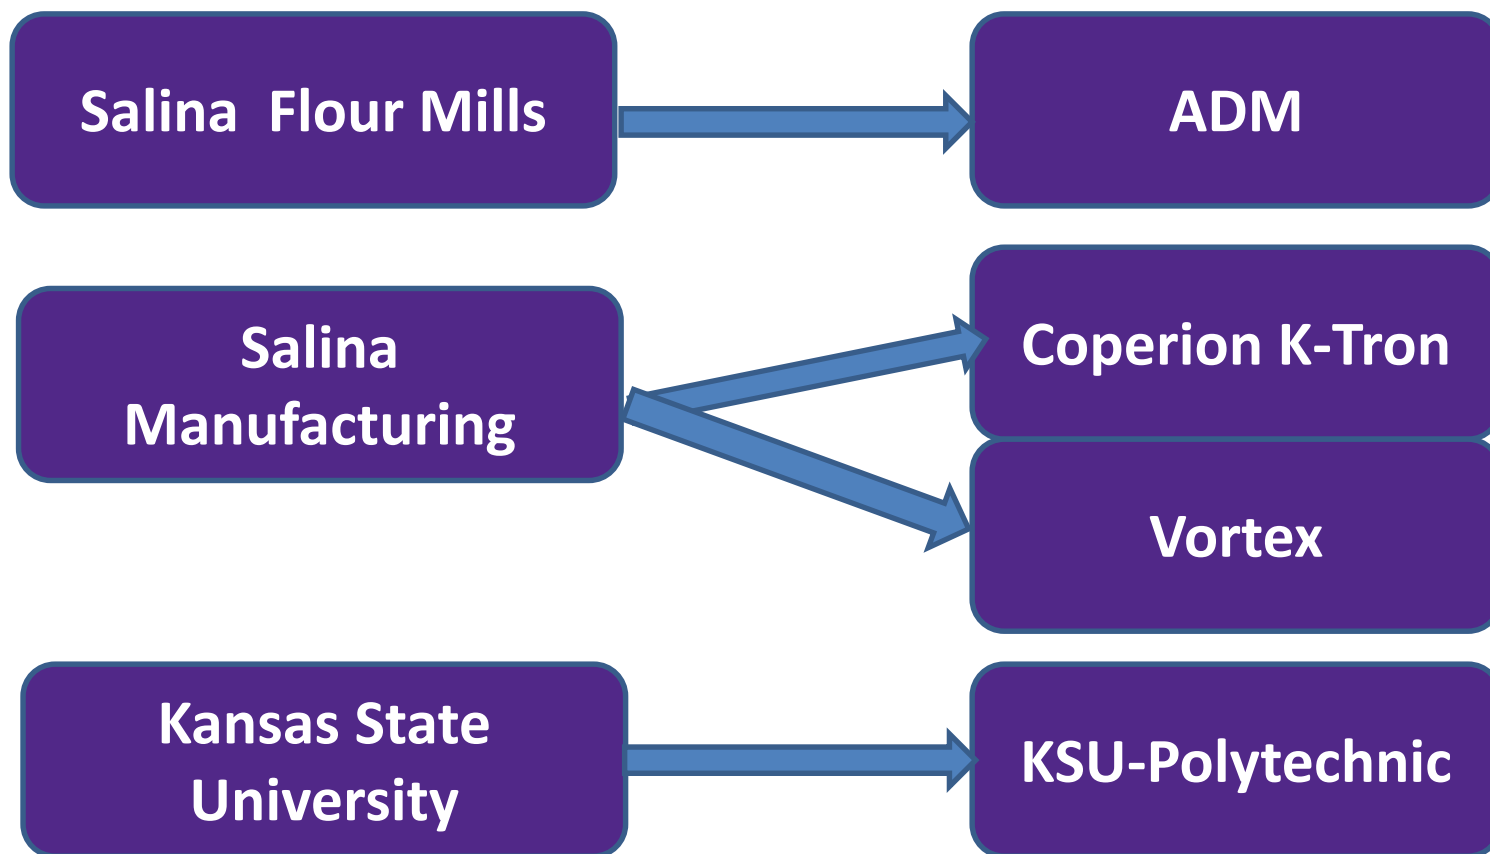 Salina  Flour Mills
ADM
Salina
Manufacturing
Coperion K-Tron
Vortex
Kansas State
University
KSU-Polytechnic